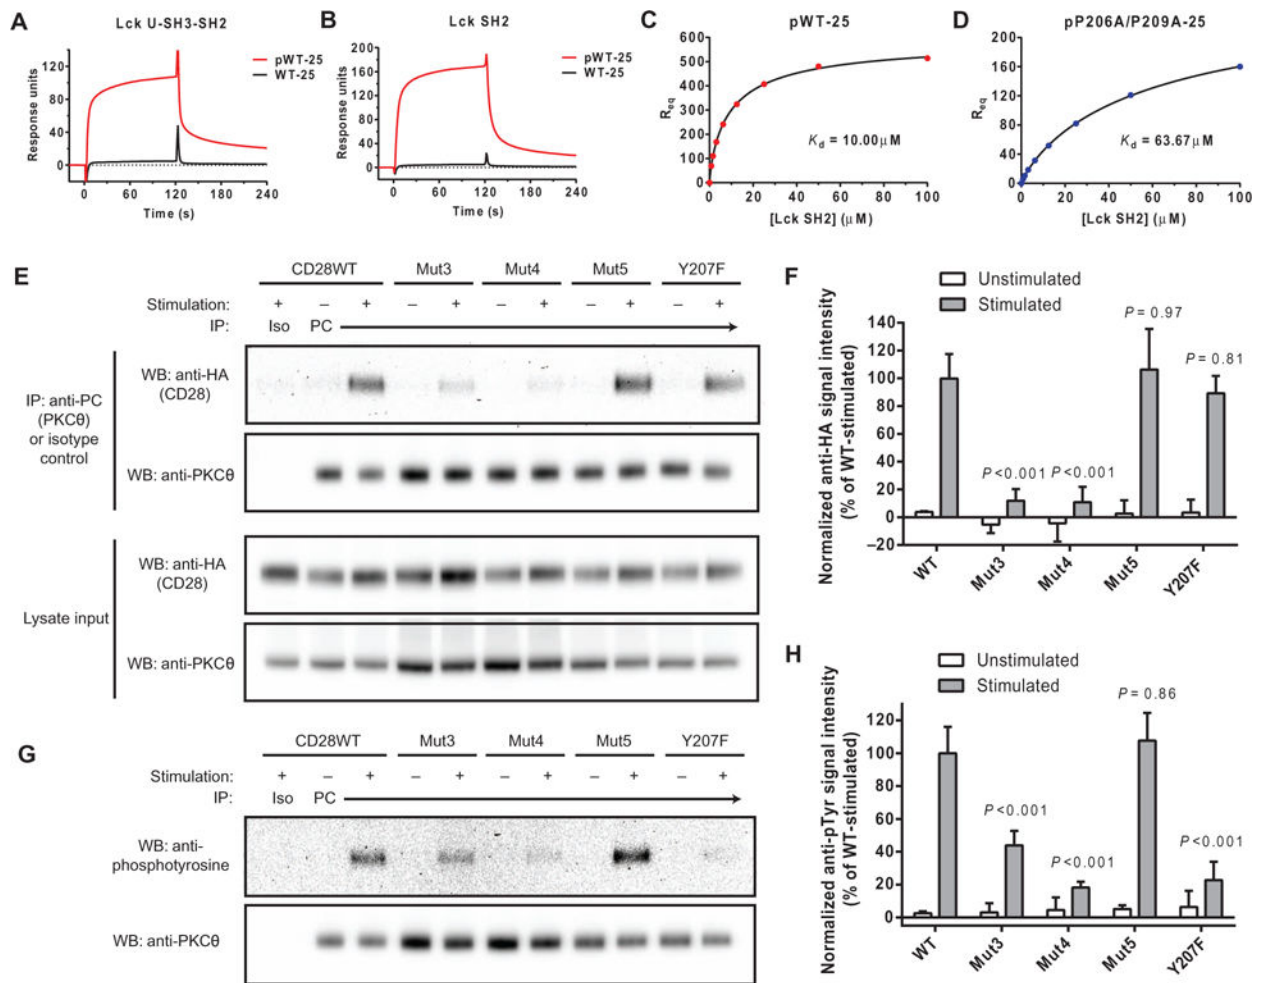 A
Lck U-SH3-SH2
pWT-25
WT-25
Response units
120
80
40
0
0 60 120 180 240
Time (s)
B
Lck SH2
pWT-25
WT-25
Response units
200
160
120
80
40
0
0 60 120 180 240
Time (s)
C
pWT-25
Req
600
500
400
300
200
100
0
Kd = 10.00μM
0 20 40 60 80 100
[Lck SH2] (μM)
D
pP206A/P209A-25
Req
200
160
120
80
40
0
Kd = 63.67μM
0 20 40 60 80 100
[Lck SH2] (μM)
E
CD28WT Mut3 Mut4 Mut5 Y207F
Stimulation: + – + – + – + – + – +
IP: Iso PC
IP: anti-PC
(PKCθ)
or isotype
control
WB: anti-HA
(CD28)
WB: anti-PKCθ
Lysate input
WB: anti-HA
(CD28)
WB: anti-PKCθ
F
Unstimulated
Stimulated
Normalized anti-HA signal intensity
(% of WT-stimulated)
140
120
100
80
60
40
20
0
–20
P<0.001
P<0.001
P = 0.97
P = 0.81
WT Mut3 Mut4 Mut5 Y207F
G
CD28WT Mut3 Mut4 Mut5 Y207F
Stimulation: + – + – + – + – + – +
IP: Iso PC
WB: anti-
phosphotyrosine
WB: anti-PKCθ
H
Unstimulated
Stimulated
Normalized anti-pTyr signal intensity
(% of WT-stimulated)
120
100
80
60
40
20
0
P<0.001
P<0.001
P = 0.86
P<0.001
WT Mut3 Mut4 Mut5 Y207F